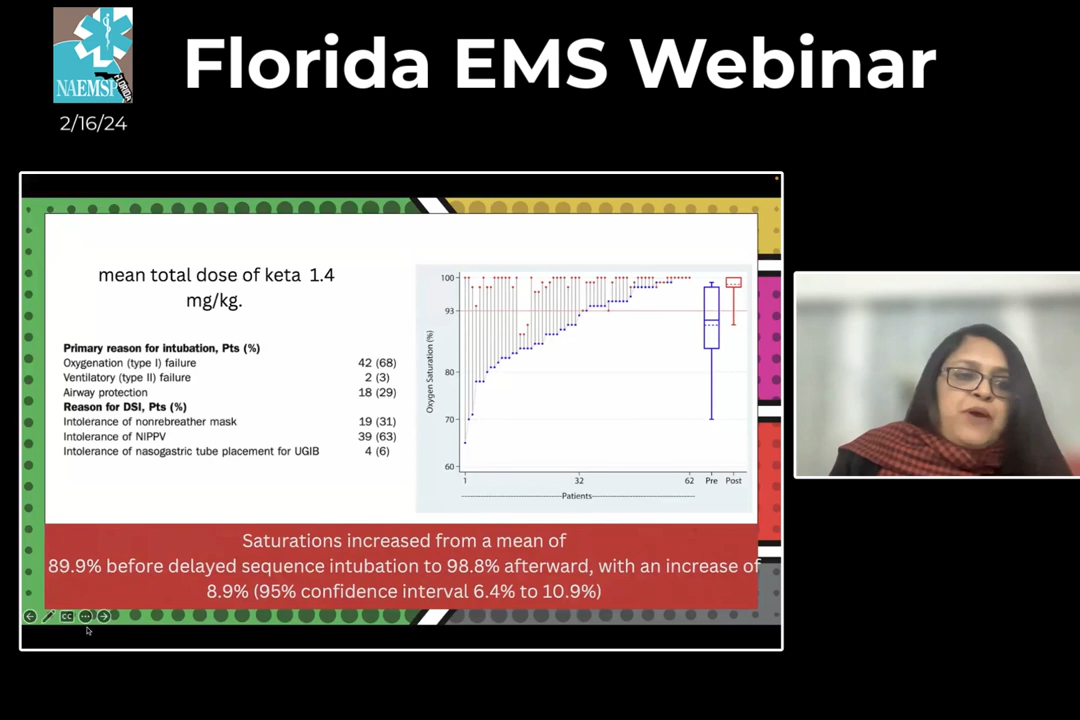 Florida EMS Webinar
NAEMSP
FLORIDA
2/16/24
mean total dose of keta 1.4
mg/kg.
Primary reason for intubation, Pts (%)
Oxygenation (type I) failure 42 (68)
Ventilatory (type II) failure 2 (3)
Airway protection 18 (29)
Reason for DSI, Pts (%)
Intolerance of nonrebreather mask 19 (31)
Intolerance of NIPPV 39 (63)
Intolerance of nasogastric tube placement for UGIB 4 (6)
Oxygen Saturation (%)
100
93
80
70
60
1 32 62 Pre Post
Patients
Saturations increased from a mean of
89.9% before delayed sequence intubation to 98.8% afterward, with an increase of
8.9% (95% confidence interval 6.4% to 10.9%)
CC